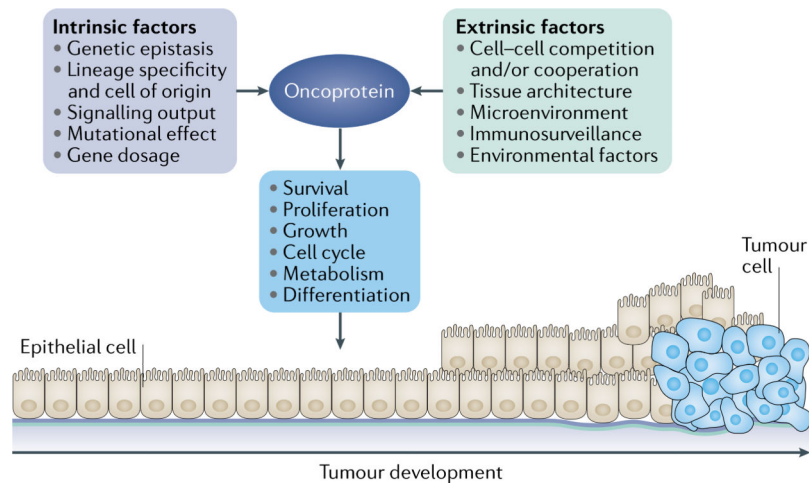 Intrinsic factors
• Genetic epistasis
• Lineage specificity
and cell of origin
• Signalling output
• Mutational effect
• Gene dosage
Oncoprotein
Extrinsic factors
• Cell–cell competition
and/or cooperation
• Tissue architecture
• Microenvironment
• Immunosurveillance
• Environmental factors
• Survival
• Proliferation
• Growth
• Cell cycle
• Metabolism
• Differentiation
Tumour
cell
Epithelial cell
Tumour development